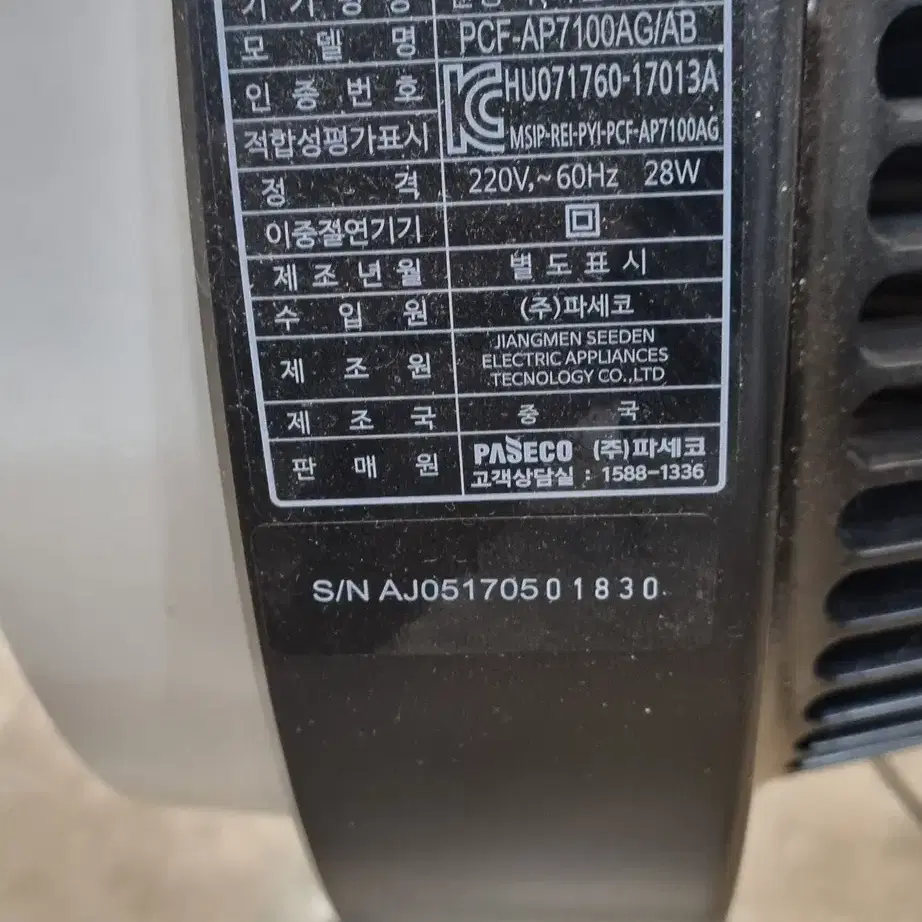 모델명 PCF-AP7100AG/AB
인증번호 HU071760-17013A
적합성평가표시 MSIP-REI-PYI-PCF-AP7100AG
정격 220V,~60Hz 28W
이중절연기기
제조년월 별도표시
수입원 (주)파세코
제조원 JIANGMEN SEEDEN
ELECTRIC APPLIANCES
TECNOLOGY CO.,LTD
제조국 중국
판매원 PASECO (주)파세코
고객상담실 : 1588-1336
S/N AJ05170501830